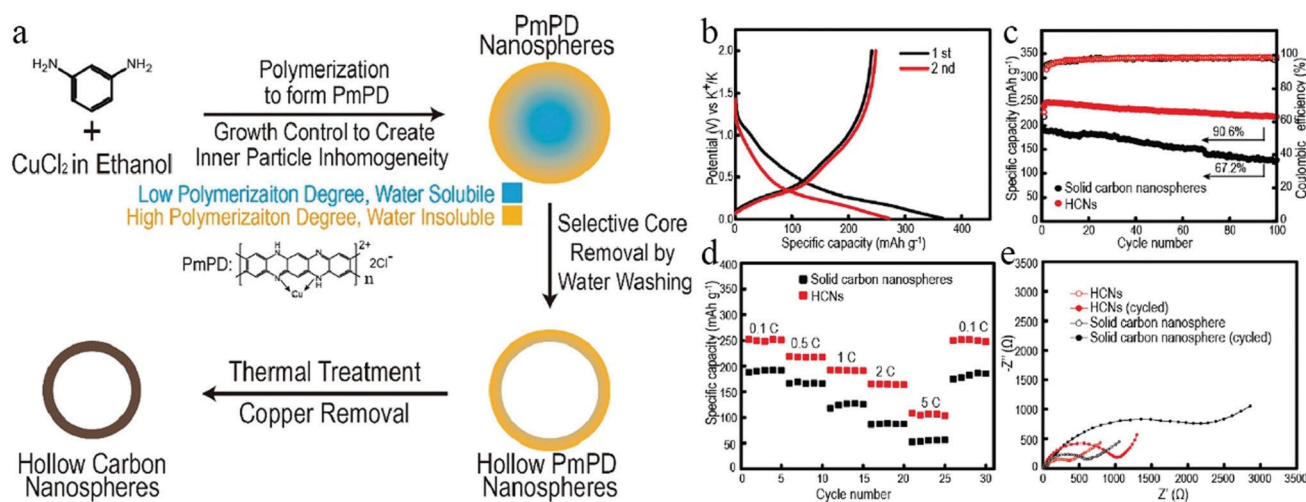 a
H₂N
NH₂
+
CuCl₂ in Ethanol
Polymerization
to form PmPD
Growth Control to Create
Inner Particle Inhomogeneity
Low Polymerizaiton Degree, Water Solubile
High Polymerizaiton Degree, Water Insoluble
PmPD:
H
N
N
N
N
H
Cu
2+
n
2Cl⁻
PmPD
Nanospheres
Selective Core
Removal by
Water Washing
Hollow PmPD
Nanospheres
Thermal Treatment
Copper Removal
Hollow Carbon
Nanospheres
b
Potential (V) vs K⁺/K
2.0
1.5
1.0
0.5
0.0
1 st
2 nd
0 100 200 300 400
Specific capacity (mAh g⁻¹)
c
Specific capacity (mAh g⁻¹)
350
300
250
200
150
100
50
0
90.6%
67.2%
Solid carbon nanospheres
HCNs
0 20 40 60 80 100
Cycle number
100
80
60
40
20
0
Coulombic efficiency (%)
d
Specific capacity (mAh g⁻¹)
400
350
300
250
200
150
100
50
0
Solid carbon nanospheres
HCNs
0.1 C
0.5 C
1 C
2 C
5 C
0.1 C
0 5 10 15 20 25 30
Cycle number
e
-Z'' (Ω)
3500
3000
2500
2000
1500
1000
500
0
HCNs
HCNs (cycled)
Solid carbon nanosphere
Solid carbon nanosphere (cycled)
0 500 1000 1500 2000 2500 3000 3500
Z' (Ω)